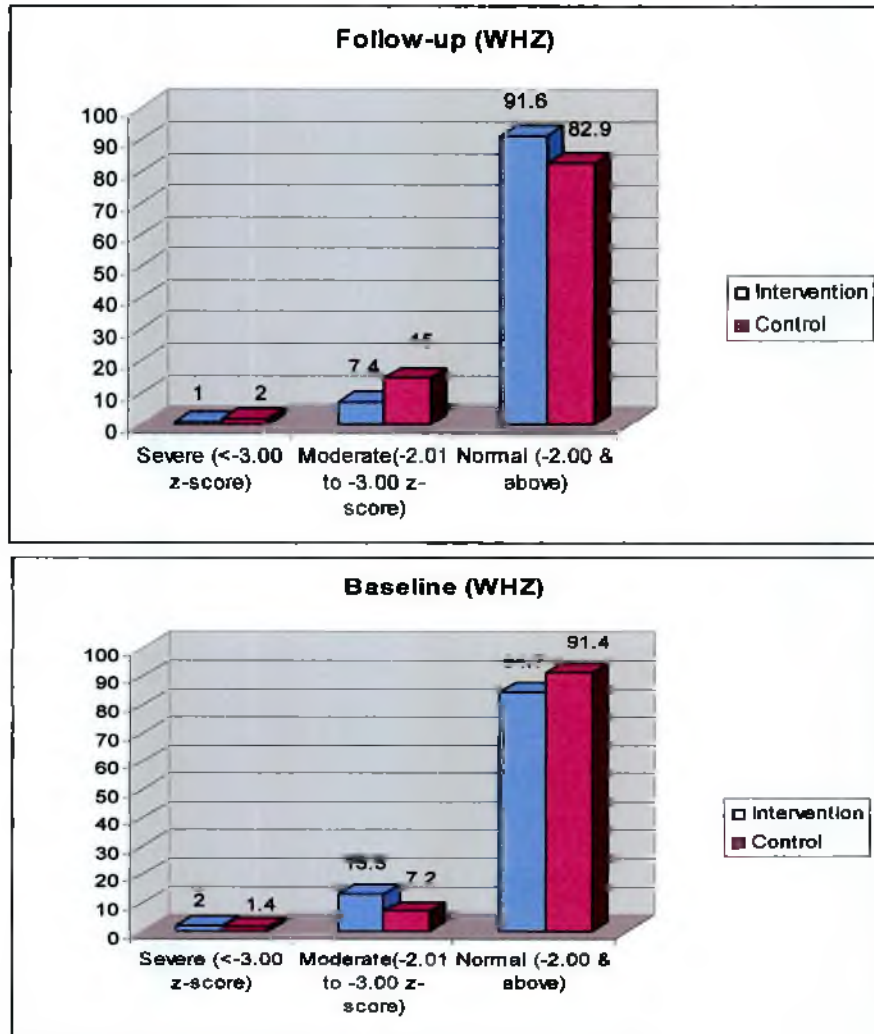 Follow-up (WHZ)
100
90
80
70
60
50
40
30
20
10
0
1
2
7.4
91.6
82.9
Severe (<-3.00
z-score)
Moderate(-2.01
to -3.00 z-
score)
Normal (-2.00 &
above)
Intervention
Control
Baseline (WHZ)
100
90
80
70
60
50
40
30
20
10
0
2
1.4
7.2
91.4
Severe (<-3.00
z-score)
Moderate(-2.01
to -3.00 z-
score)
Normal (-2.00 &
above)
Intervention
Control